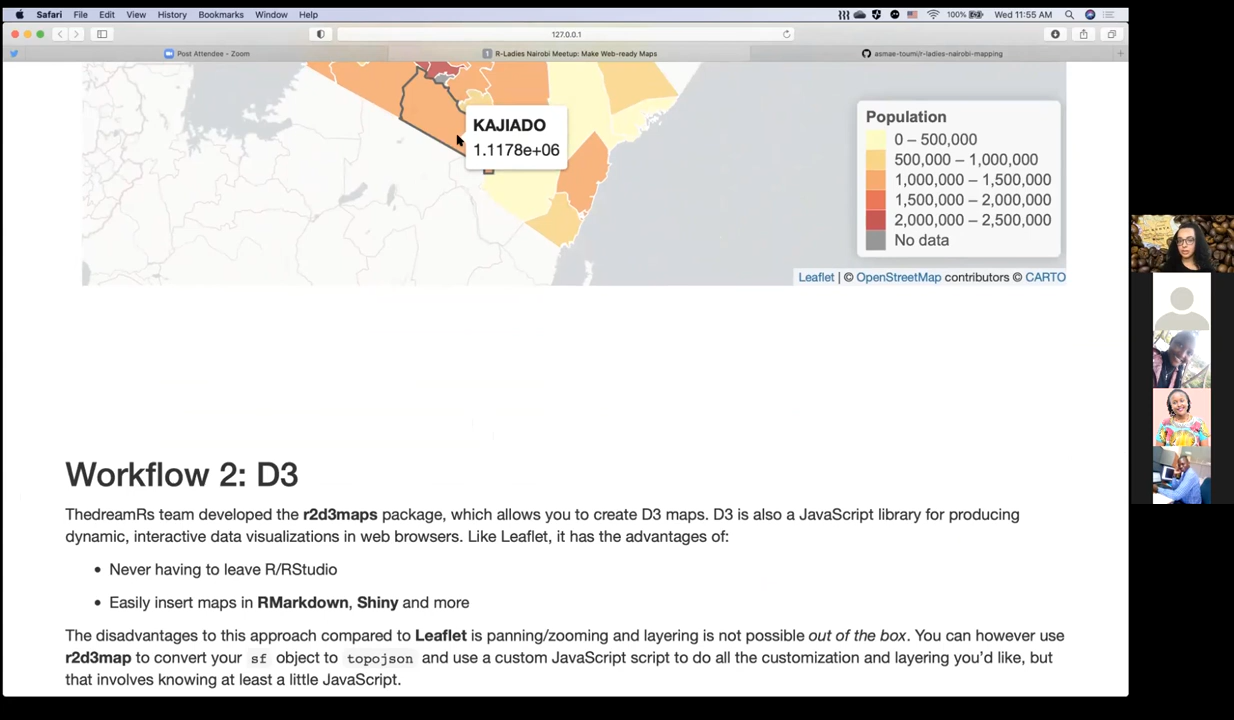 Safari File Edit View History Bookmarks Window Help 100% Wed 11:55 AM
127.0.0.1
Post Attendee - Zoom 1 R-Ladies Nairobi Meetup: Make Web-ready Maps asmae-toumi/r-ladies-nairobi-mapping
KAJIADO
1.1178e+06
Population
0 – 500,000
500,000 – 1,000,000
1,000,000 – 1,500,000
1,500,000 – 2,000,000
2,000,000 – 2,500,000
No data
Leaflet | © OpenStreetMap contributors © CARTO
Workflow 2: D3
ThedreamRs team developed the r2d3maps package, which allows you to create D3 maps. D3 is also a JavaScript library for producing
dynamic, interactive data visualizations in web browsers. Like Leaflet, it has the advantages of:
• Never having to leave R/RStudio
• Easily insert maps in RMarkdown, Shiny and more
The disadvantages to this approach compared to Leaflet is panning/zooming and layering is not possible out of the box. You can however use
r2d3map to convert your sf object to topojson and use a custom JavaScript script to do all the customization and layering you'd like, but
that involves knowing at least a little JavaScript.